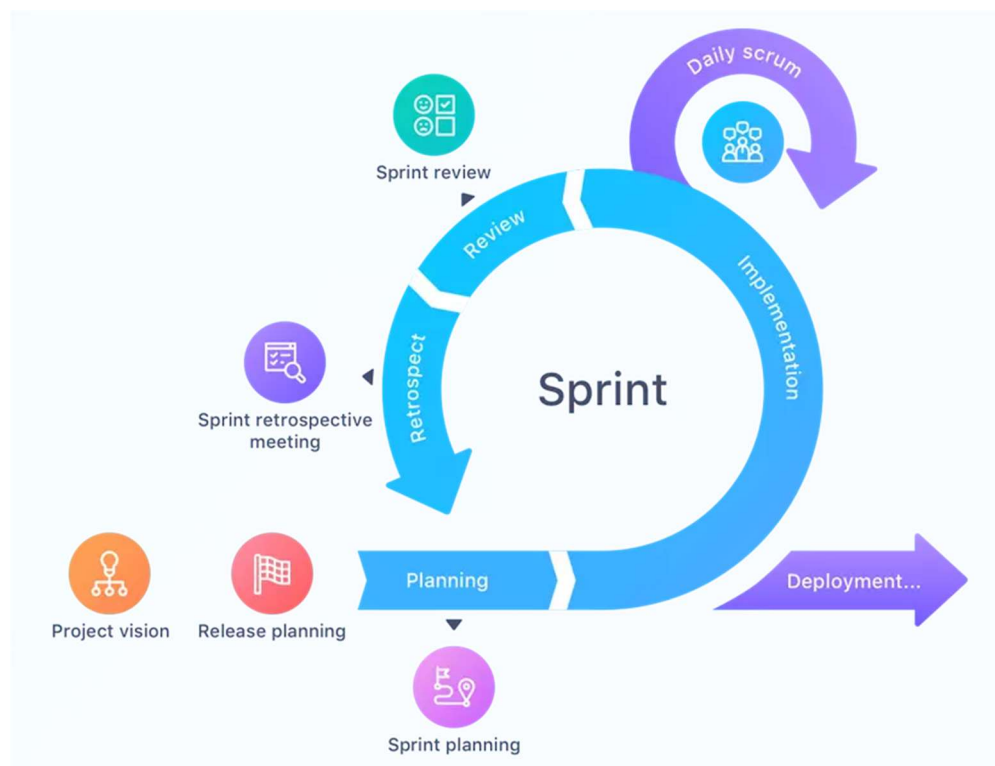 Daily scrum
Sprint review
Review
Implementation
Retrospect
Sprint
Sprint retrospective
meeting
Planning
Deployment...
Project vision
Release planning
Sprint planning